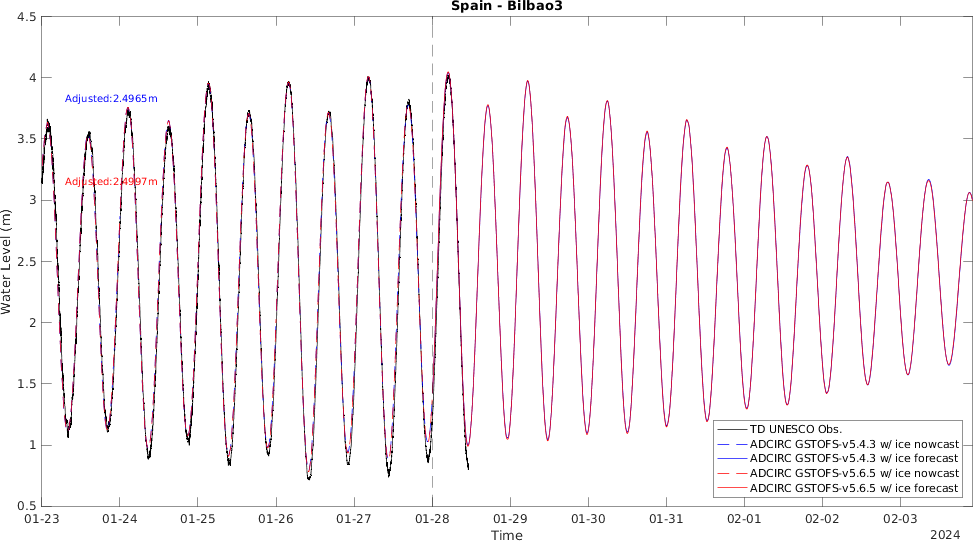 Spain - Bilbao3
4.5
4
3.5
3
2.5
2
1.5
1
0.5
Water Level (m)
Adjusted:2.4965m
Adjusted:2.4997m
TD UNESCO Obs.
ADCIRC GSTOFS-v5.4.3 w/ ice nowcast
ADCIRC GSTOFS-v5.4.3 w/ ice forecast
ADCIRC GSTOFS-v5.6.5 w/ ice nowcast
ADCIRC GSTOFS-v5.6.5 w/ ice forecast
01-23 01-24 01-25 01-26 01-27 01-28 01-29 01-30 01-31 02-01 02-02 02-03
Time
2024